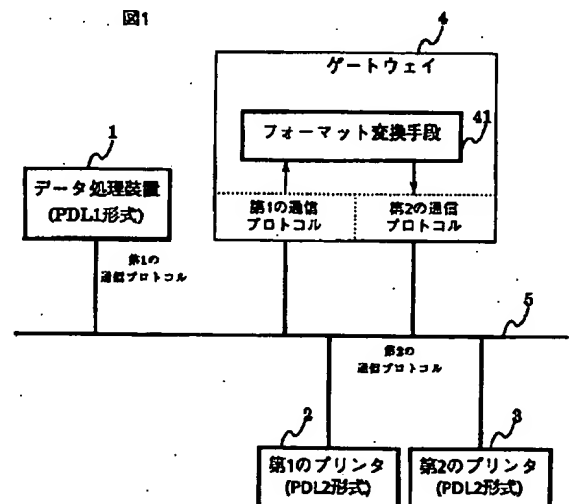 図1
4
ゲートウェイ
フォーマット変換手段
41
1
データ処理装置
(PDL1形式)
第1の通信
プロトコル
第2の通信
プロトコル
第1の
通信プロトコル
5
第2の
通信プロトコル
2
3
第1のプリンタ
(PDL2形式)
第2のプリンタ
(PDL2形式)